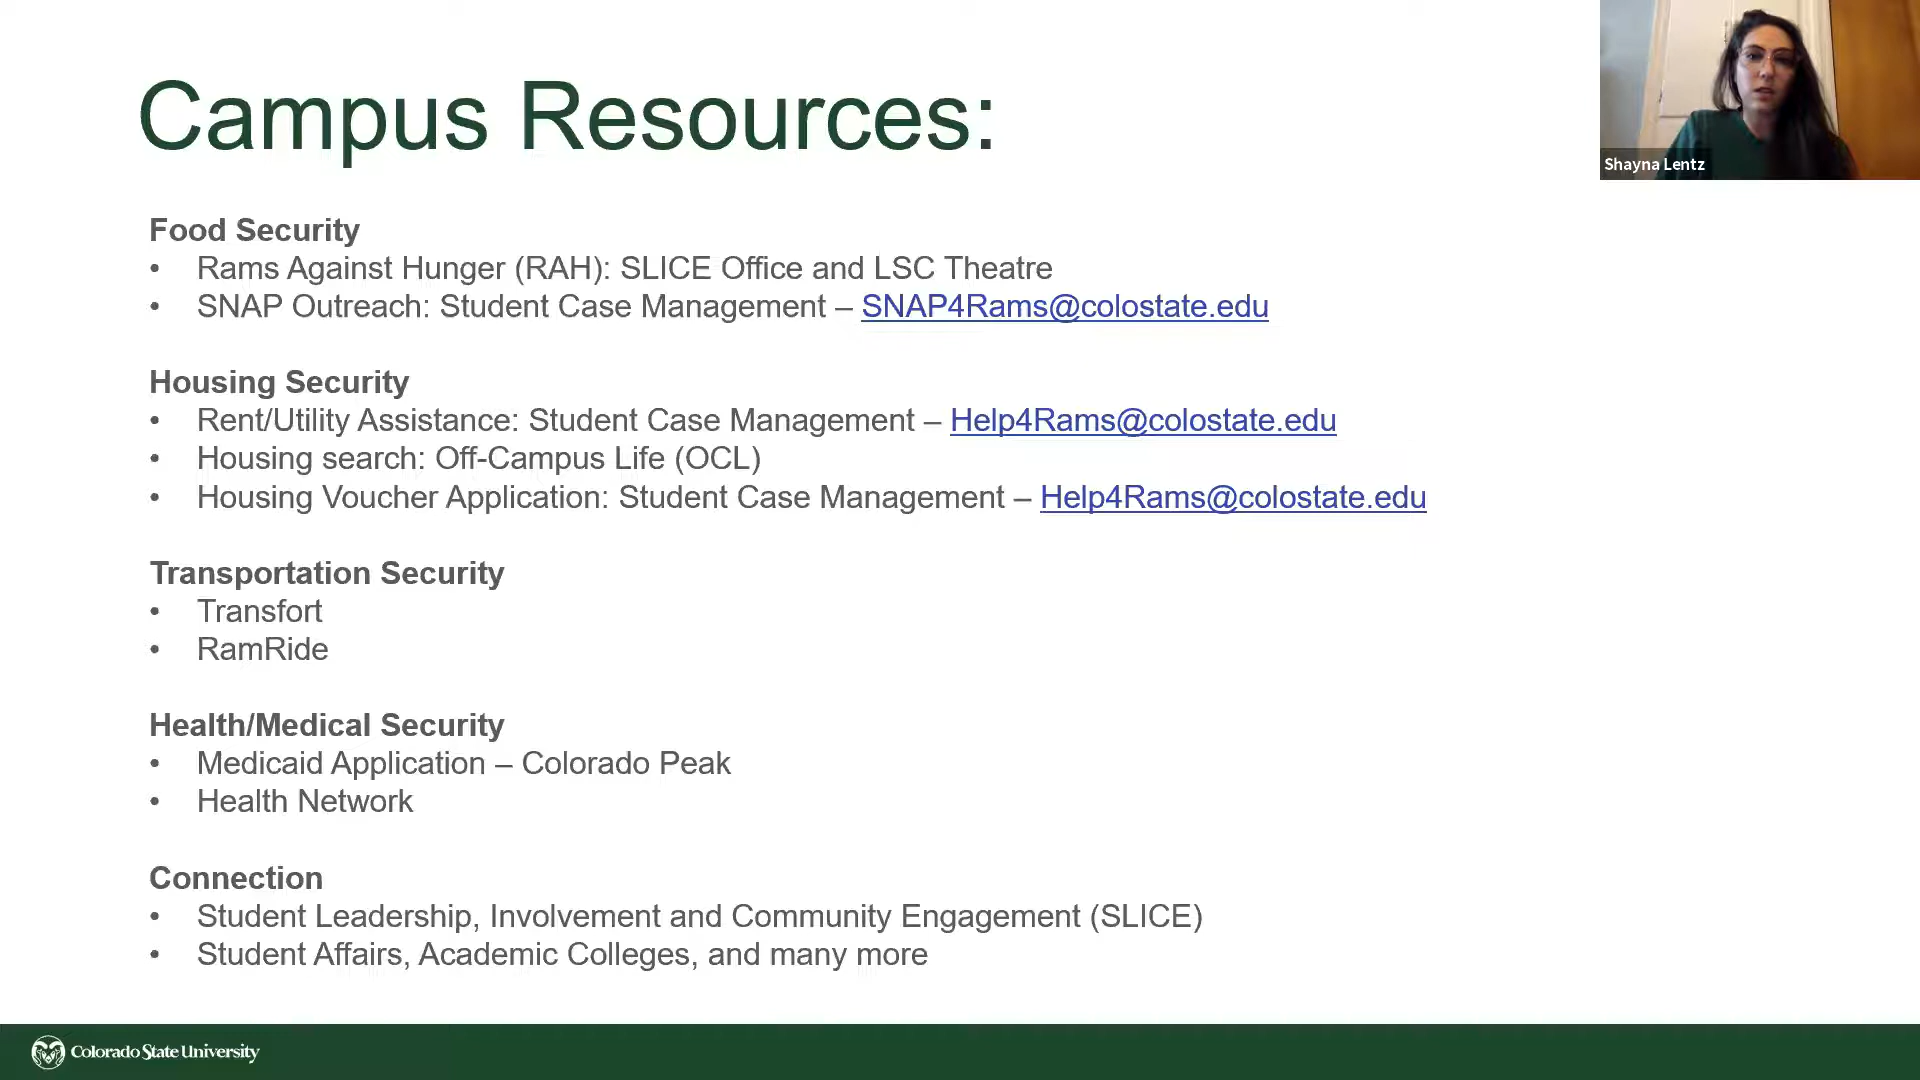 Campus Resources:
Shayna Lentz
Food Security
• Rams Against Hunger (RAH): SLICE Office and LSC Theatre
• SNAP Outreach: Student Case Management – SNAP4Rams@colostate.edu
Housing Security
• Rent/Utility Assistance: Student Case Management – Help4Rams@colostate.edu
• Housing search: Off-Campus Life (OCL)
• Housing Voucher Application: Student Case Management – Help4Rams@colostate.edu
Transportation Security
• Transfort
• RamRide
Health/Medical Security
• Medicaid Application – Colorado Peak
• Health Network
Connection
• Student Leadership, Involvement and Community Engagement (SLICE)
• Student Affairs, Academic Colleges, and many more
Colorado State University